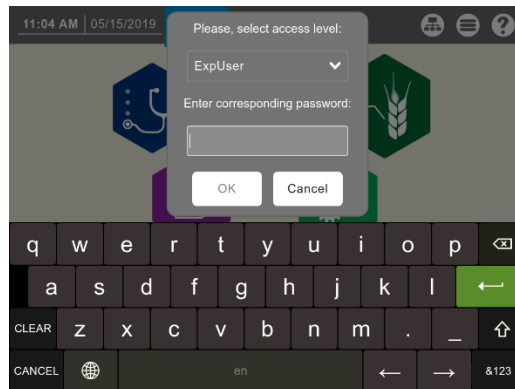 11:04 AM 05/15/2019
Please, select access level:
ExpUser
Enter corresponding password:
OK Cancel
q w e r t y u i o p
a s d f g h j k l
CLEAR z x c v b n m . _
CANCEL en ← → &123